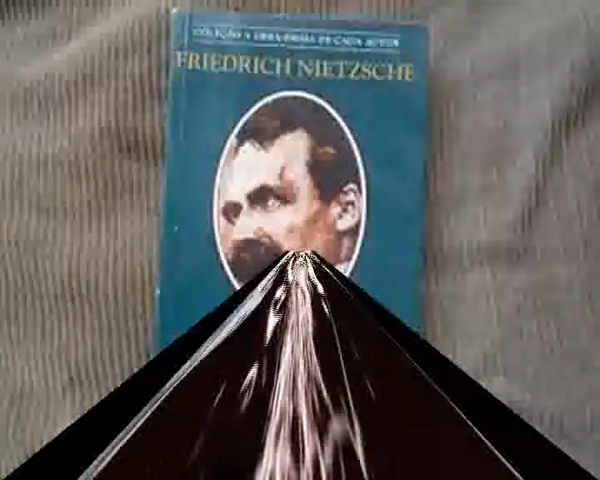 COLEÇÃO A OBRA-PRIMA DE CADA AUTOR
FRIEDRICH NIETZSCHE